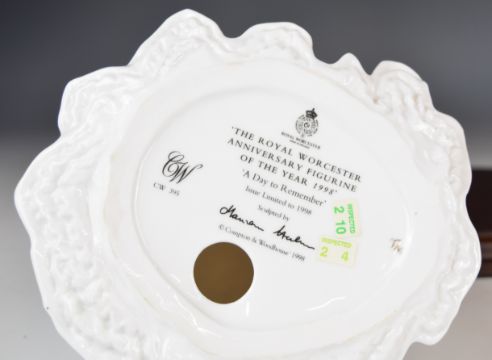 ROYAL WORCESTER
'THE ROYAL WORCESTER
ANNIVERSARY FIGURINE
OF THE YEAR 1998'
'A Day to Remember'
Issue Limited to 1998
Sculpted by
© Compton & Woodhouse 1998
CW
CW 395
INSPECTED
2 10
INSPECTED
2 4